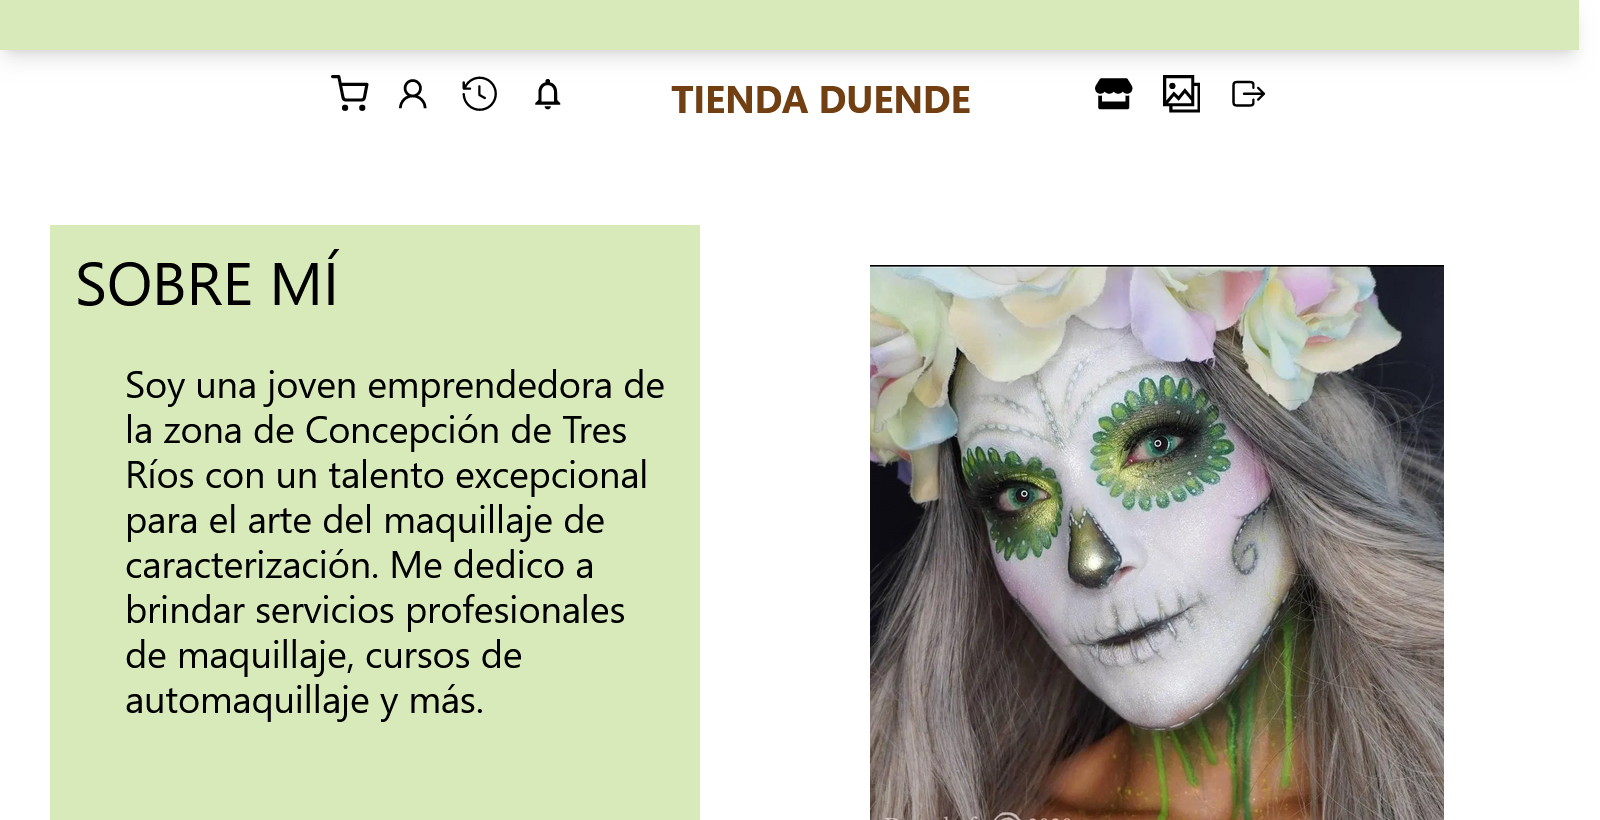 TIENDA DUENDE
SOBRE MÍ
Soy una joven emprendedora de
la zona de Concepción de Tres
Ríos con un talento excepcional
para el arte del maquillaje de
caracterización. Me dedico a
brindar servicios profesionales
de maquillaje, cursos de
automaquillaje y más.